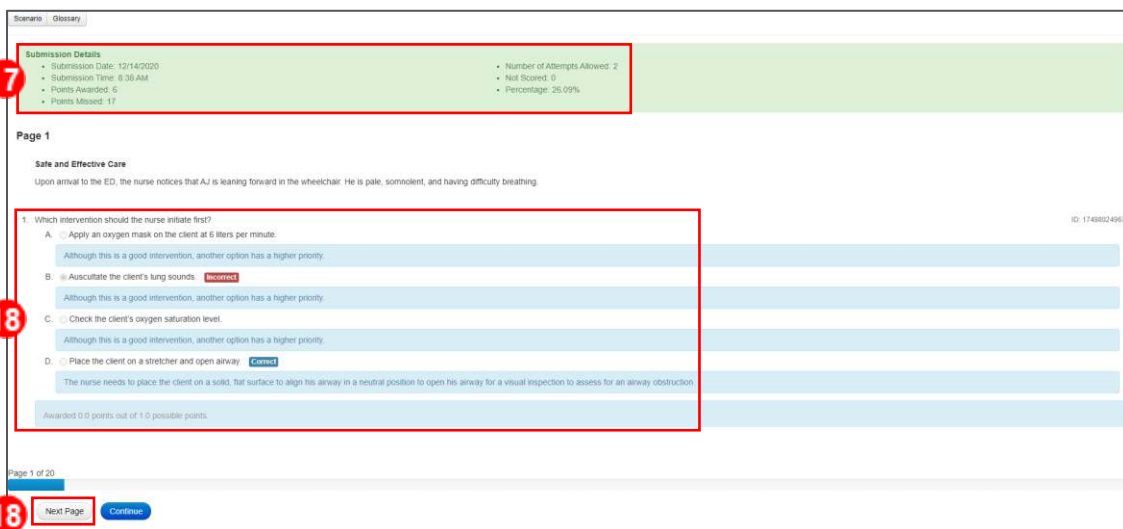 Scenario Glossary
Submission Details
• Submission Date: 12/14/2020
• Number of Attempts Allowed: 2
• Submission Time: 8:36 AM
• Not Scored: 0
• Points Awarded: 6
• Percentage: 26.09%
• Points Missed: 17
7
Page 1
Safe and Effective Care
Upon arrival to the ED, the nurse notices that AJ is leaning forward in the wheelchair. He is pale, somnolent, and having difficulty breathing.
1. Which intervention should the nurse initiate first?
A. Apply an oxygen mask on the client at 6 liters per minute.
Although this is a good intervention, another option has a higher priority.
B. Auscultate the client's lung sounds. Incorrect
Although this is a good intervention, another option has a higher priority.
18
C. Check the client's oxygen saturation level.
Although this is a good intervention, another option has a higher priority.
D. Place the client on a stretcher and open airway. Correct
The nurse needs to place the client on a solid, flat surface to align his airway in a neutral position to open his airway for a visual inspection to assess for an airway obstruction.
Awarded 0.0 points out of 1.0 possible points.
Page 1 of 20
18
Next Page Continue